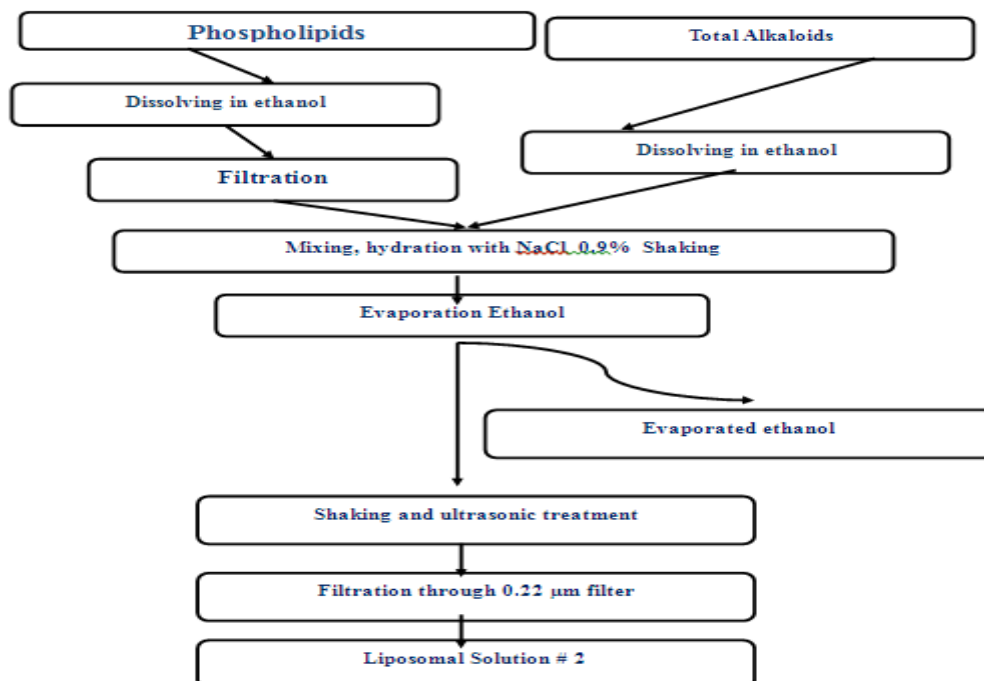 Phospholipids
Total Alkaloids
Dissolving in ethanol
Dissolving in ethanol
Filtration
Mixing, hydration with NaCl 0.9% Shaking
Evaporation Ethanol
Evaporated ethanol
Shaking and ultrasonic treatment
Filtration through 0.22 µm filter
Liposomal Solution # 2